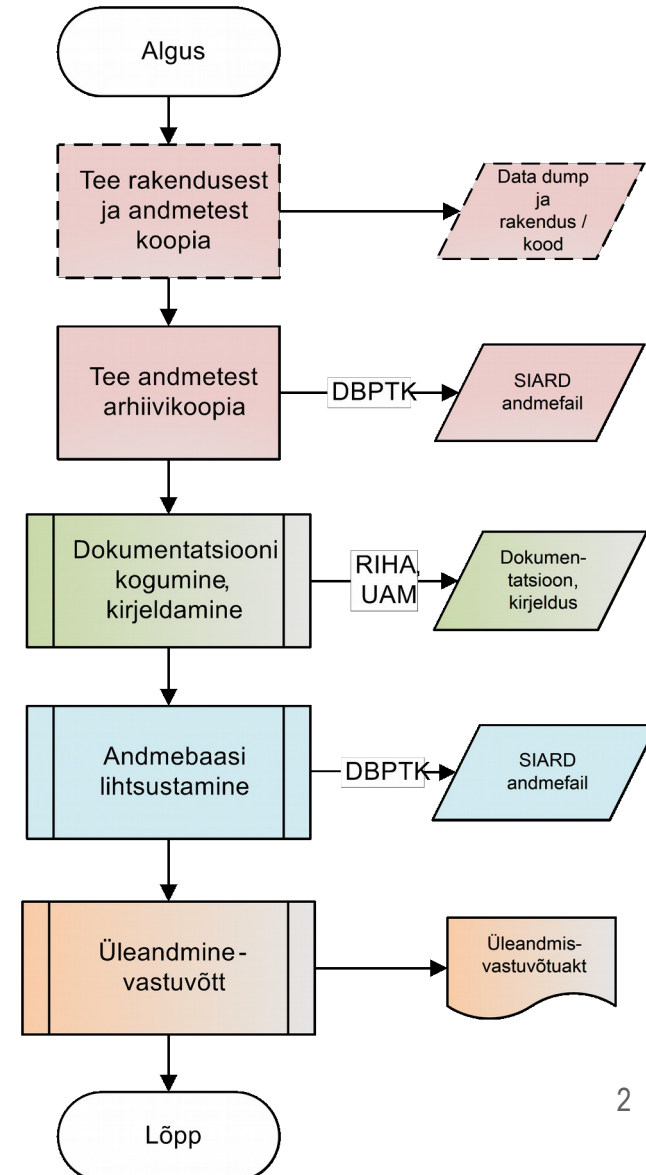 Algus
Tee rakendusest
ja andmetest
koopia
Data dump
ja
rakendus /
kood
Tee andmetest
arhiivikoopia
DBPTK
SIARD
andmefail
Dokumentatsiooni
kogumine,
kirjeldamine
RIHA,
UAM
Dokumen-
tatsioon,
kirjeldus
Andmebaasi
lihtsustamine
DBPTK
SIARD
andmefail
Üleandmine-
vastuvõtt
Üleandmis-
vastuvõtuakt
Lõpp
2